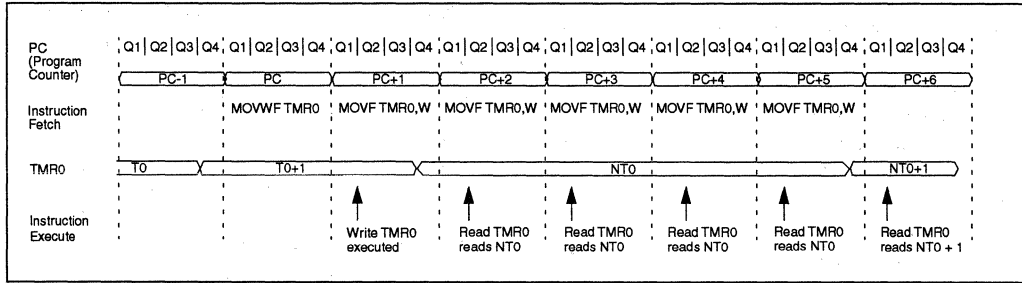 PC
(Program
Counter)
Q1 Q2 Q3 Q4 Q1 Q2 Q3 Q4 Q1 Q2 Q3 Q4 Q1 Q2 Q3 Q4 Q1 Q2 Q3 Q4 Q1 Q2 Q3 Q4 Q1 Q2 Q3 Q4 Q1 Q2 Q3 Q4
PC-1 PC PC+1 PC+2 PC+3 PC+4 PC+5 PC+6
Instruction
Fetch
MOVWF TMR0 MOVF TMR0,W MOVF TMR0,W MOVF TMR0,W MOVF TMR0,W MOVF TMR0,W
TMR0
T0 T0+1 NT0 NT0+1
Instruction
Execute
Write TMR0
executed
Read TMR0
reads NT0
Read TMR0
reads NT0
Read TMR0
reads NT0
Read TMR0
reads NT0
Read TMR0
reads NT0 + 1